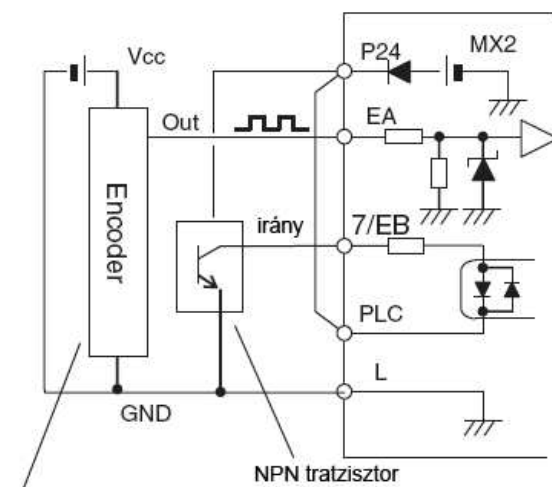 Vcc
P24
MX2
Out
EA
Encoder
irány
7/EB
PLC
L
GND
NPN tratzisztor